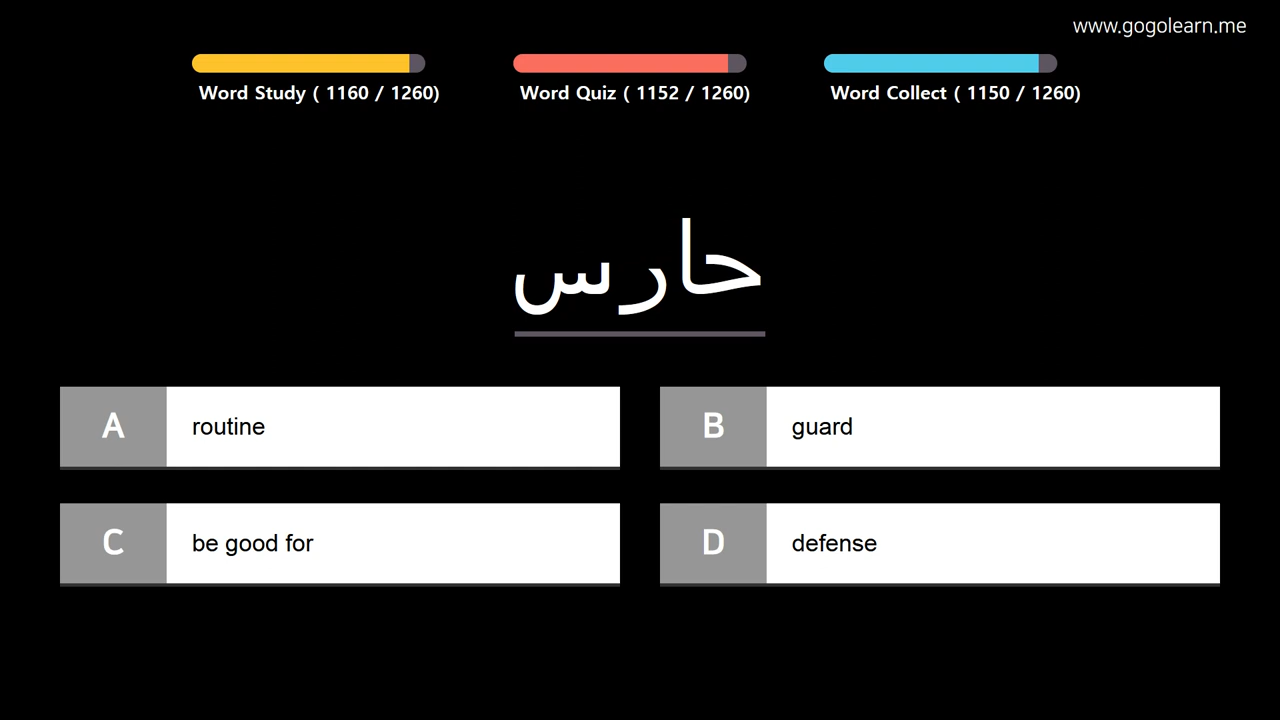 www.gogolearn.me
Word Study ( 1160 / 1260)
Word Quiz ( 1152 / 1260)
Word Collect ( 1150 / 1260)
حارس
A routine
B guard
C be good for
D defense